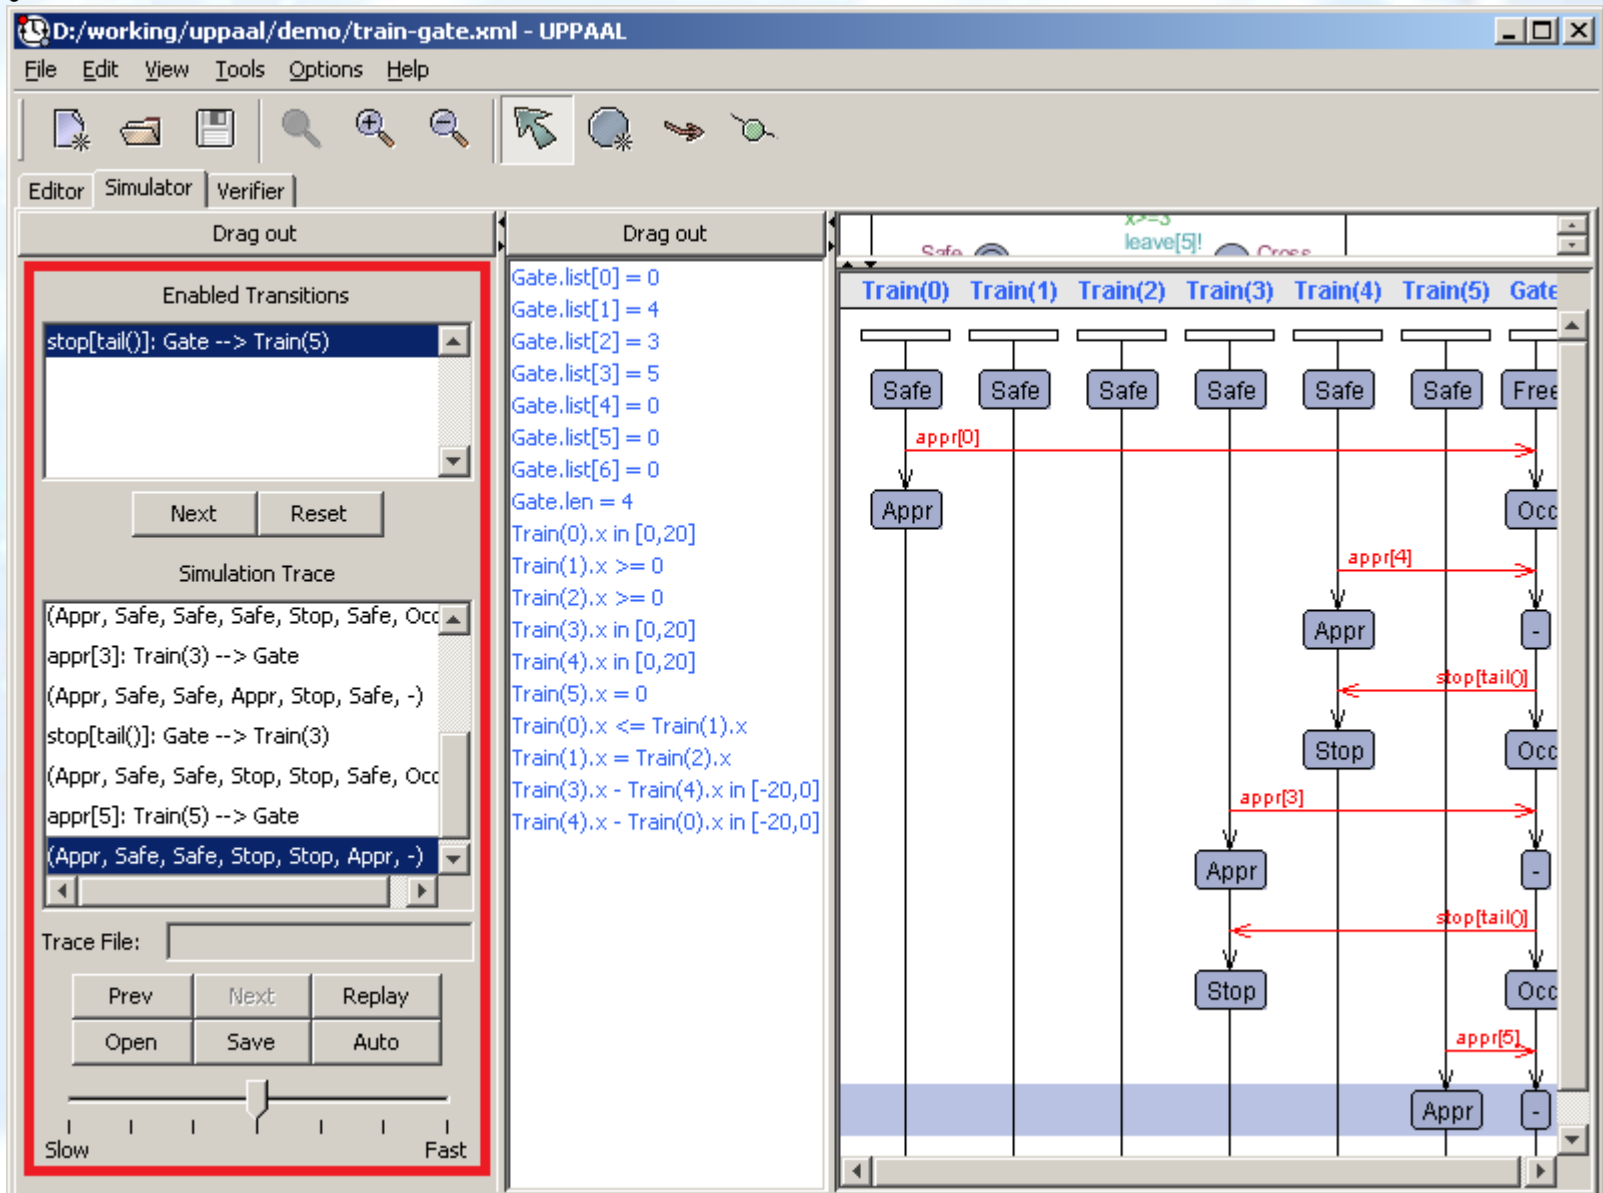 D:/working/uppaal/demo/train-gate.xml - UPPAAL
File Edit View Tools Options Help
Editor Simulator Verifier
Drag out
Enabled Transitions
stop[tail()]: Gate --> Train(5)
Next Reset
Simulation Trace
(Appr, Safe, Safe, Safe, Stop, Safe, Occ
appr[3]: Train(3) --> Gate
(Appr, Safe, Safe, Appr, Stop, Safe, -)
stop[tail()]: Gate --> Train(3)
(Appr, Safe, Safe, Stop, Stop, Safe, Occ
appr[5]: Train(5) --> Gate
(Appr, Safe, Safe, Stop, Stop, Appr, -)
Trace File:
Prev Next Replay
Open Save Auto
Slow Fast
Drag out
Gate.list[0] = 0
Gate.list[1] = 4
Gate.list[2] = 3
Gate.list[3] = 5
Gate.list[4] = 0
Gate.list[5] = 0
Gate.list[6] = 0
Gate.len = 4
Train(0).x in [0,20]
Train(1).x >= 0
Train(2).x >= 0
Train(3).x in [0,20]
Train(4).x in [0,20]
Train(5).x = 0
Train(0).x <= Train(1).x
Train(1).x = Train(2).x
Train(3).x - Train(4).x in [-20,0]
Train(4).x - Train(0).x in [-20,0]
x>=3
leave[5]!
Safe Cross
Train(0) Train(1) Train(2) Train(3) Train(4) Train(5) Gate
Safe Safe Safe Safe Safe Safe Free
appr[0]
Appr Occ
appr[4]
Appr -
stop[tail()]
Stop Occ
appr[3]
Appr -
stop[tail()]
Stop Occ
appr[5]
Appr -